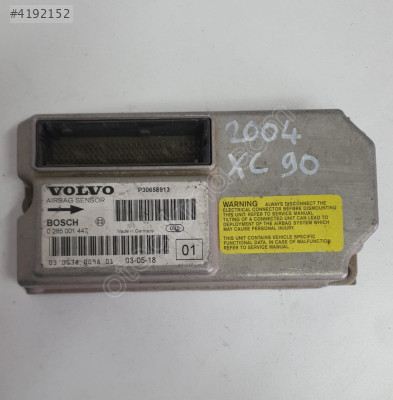 #4192152
2004
XC 90
VOLVO
AIRBAG SENSOR
P30658913
BOSCH
0 285 001 447
Made in Germany
01
03-05-18
WARNING ALWAYS DISCONNECT THE
ELECTRICAL CONNECTOR BEFORE DISMOUNTING
THIS UNIT. REFER TO SERVICE MANUAL.
TILTING OF A CONNECTED UNIT CAN LEAD TO
DEPLOYMENT OF THE AIRBAG SYSTEM WHICH
MAY CAUSE PERSONAL INJURY.
THIS UNIT CONTAINS VEHICLE SPECIFIC
FUNCTIONAL DATA, IN CASE OF MALFUNCTION
REFER TO SERVICE MANUAL.